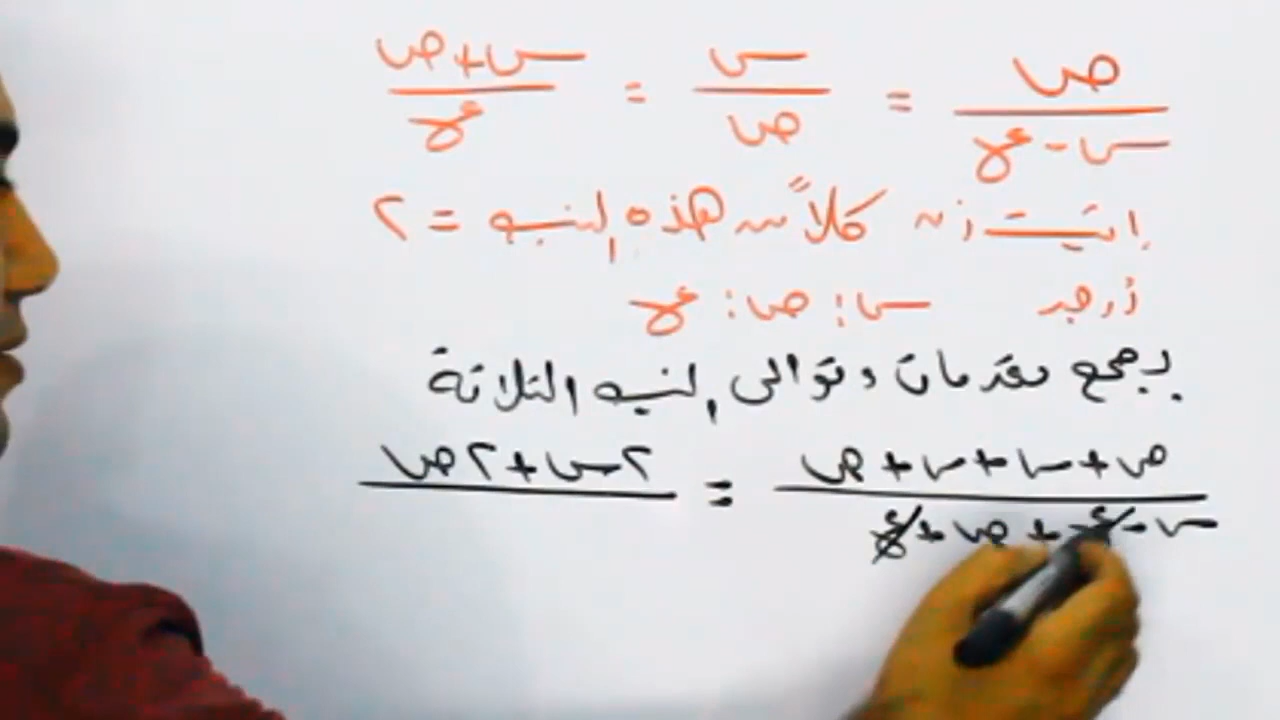 ص / (س - ع) = س / ص = (س + ص) / ع
إثبت أن كلاً من هذه النسب = ٢
أوجد س : ص : ع
بجمع مقدمات وتوالى النسب الثلاثة
(ص + س + س + ص) / (س - ع + ص + ع) = ٢س + ٢ص